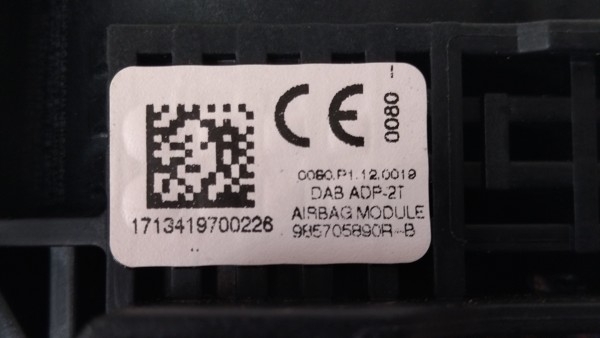 CE
0080
0080.P1.12.0019
DAB ADP-2T
AIRBAG MODULE
985705890R--B
1713419700226